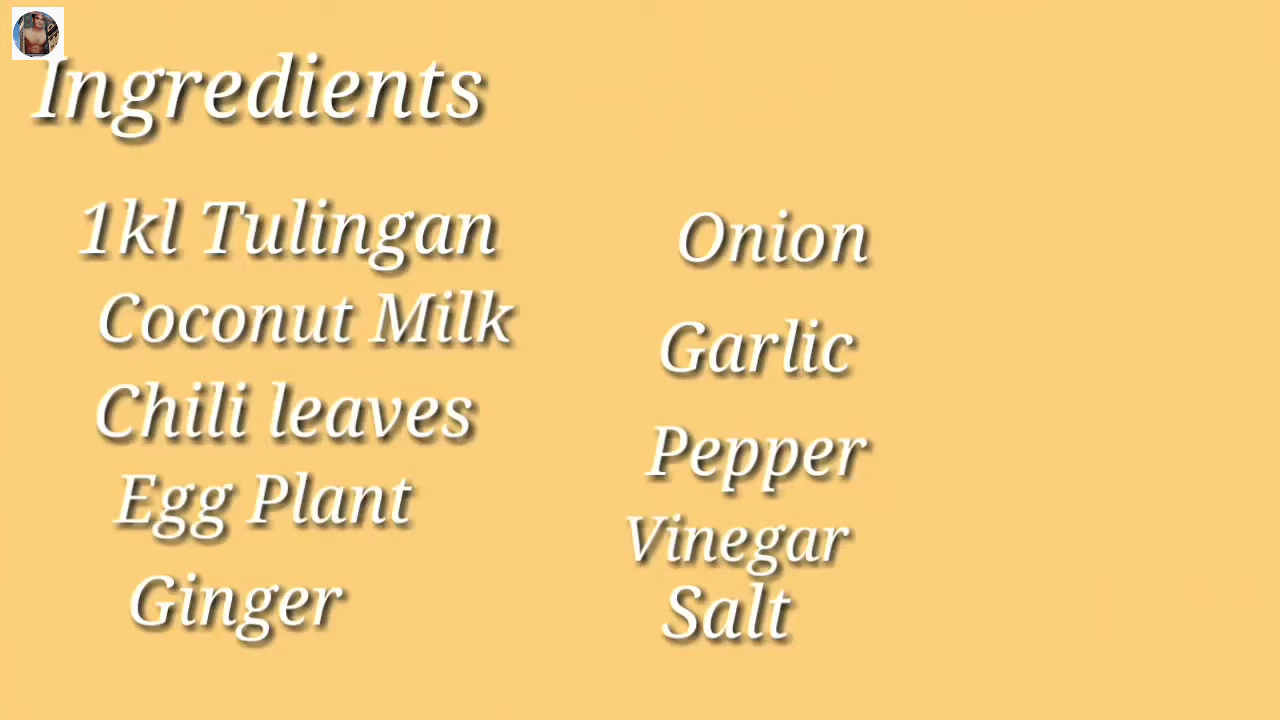 Ingredients
1kl Tulingan
Coconut Milk
Chili leaves
Egg Plant
Ginger
Onion
Garlic
Pepper
Vinegar
Salt